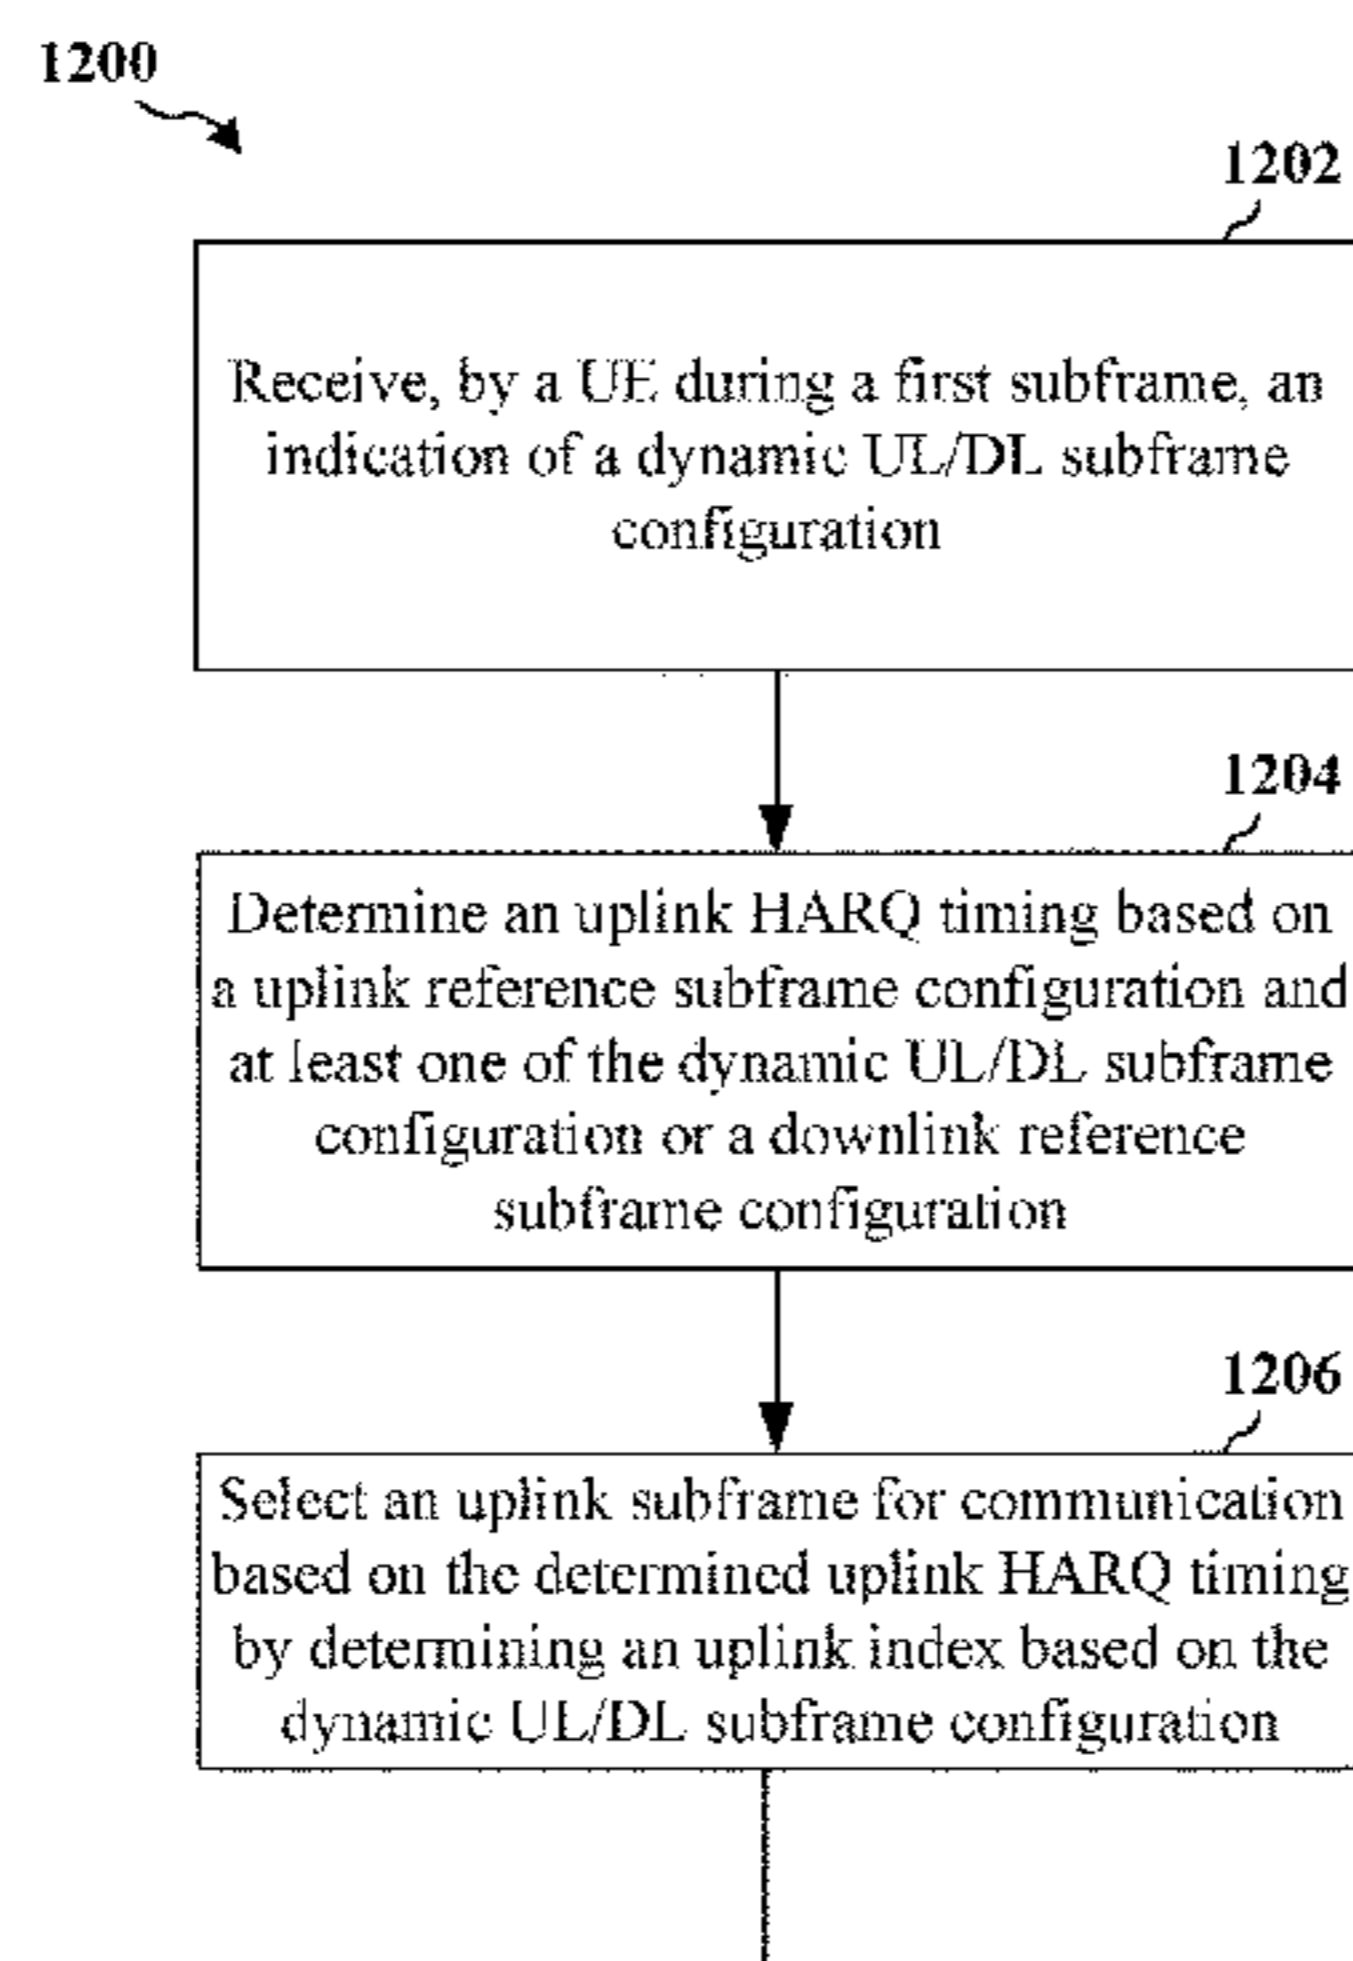 1200
1202
Receive, by a UE during a first subframe, an
indication of a dynamic UL/DL subframe
configuration
1204
Determine an uplink HARQ timing based on
a uplink reference subframe configuration and
at least one of the dynamic UL/DL subframe
configuration or a downlink reference
subframe configuration
1206
Select an uplink subframe for communication
based on the determined uplink HARQ timing
by determining an uplink index based on the
dynamic UL/DL subframe configuration